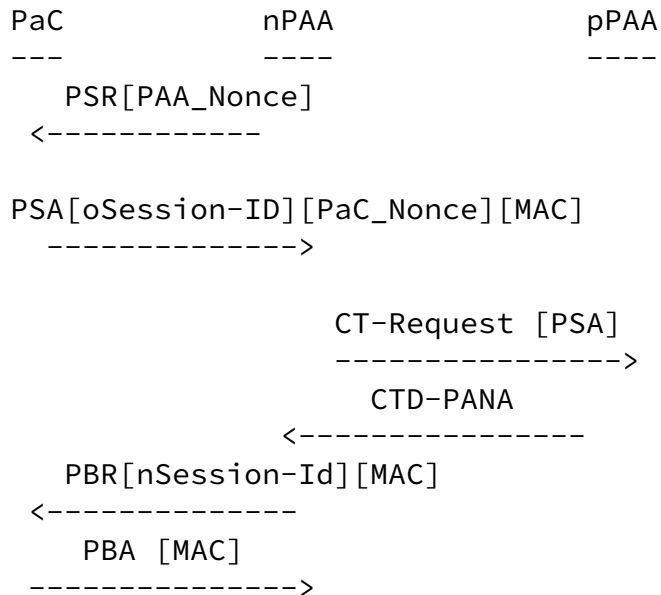 PaC nPAA pPAA
--- ---- ----
PSR[PAA_Nonce]
<------------
PSA[oSession-ID][PaC_Nonce][MAC]
-------------->
CT-Request [PSA]
---------------->
CTD-PANA
<----------------
PBR[nSession-Id][MAC]
<--------------
PBA [MAC]
--------------->